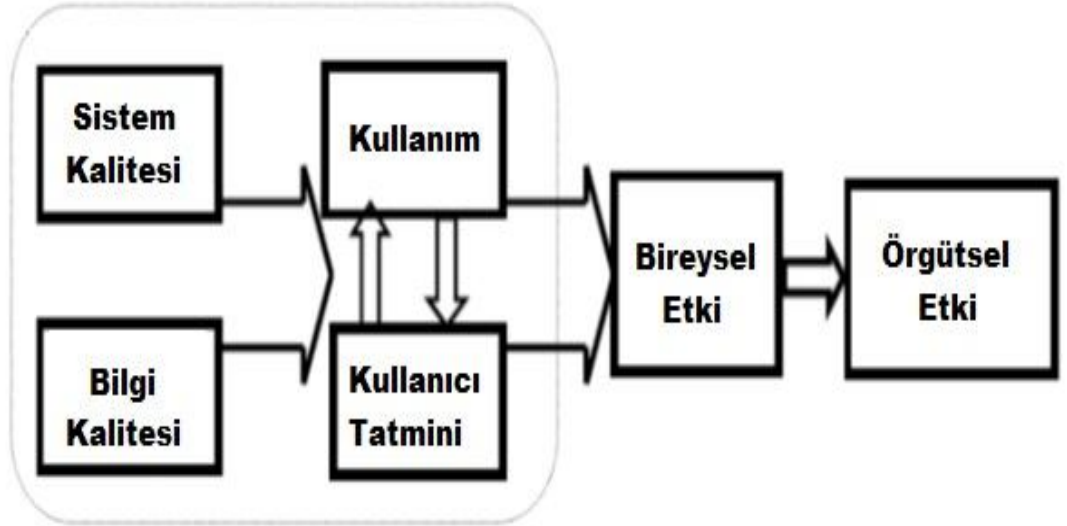 Sistem
Kalitesi
Kullanım
Bilgi
Kalitesi
Kullanıcı
Tatmini
Bireysel
Etki
Örgütsel
Etki